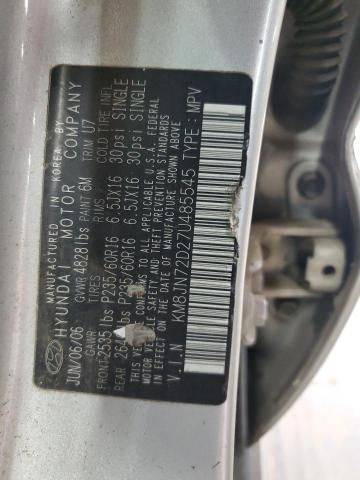 MANUFACTURED IN KOREA BY
HYUNDAI MOTOR COMPANY
JUN/06/06 GVWR 4828 lbs PAINT 6M TRIM U7
GAWR TIRES RIMS COLD TIRE INFL
FRONT 2535 lbs P235/60R16 6.5JX16 30psi SINGLE
REAR lbs P235/60R16 6.5JX16 30psi SINGLE
THIS VEHICLE CONFORMS TO ALL APPLICABLE U.S.A. FEDERAL
MOTOR VEHICLE SAFETY AND THEFT PREVENTION STANDARDS
IN EFFECT ON THE DATE OF MANUFACTURE SHOWN ABOVE
V.I.N KM8JN72D27U485545 TYPE: MPV